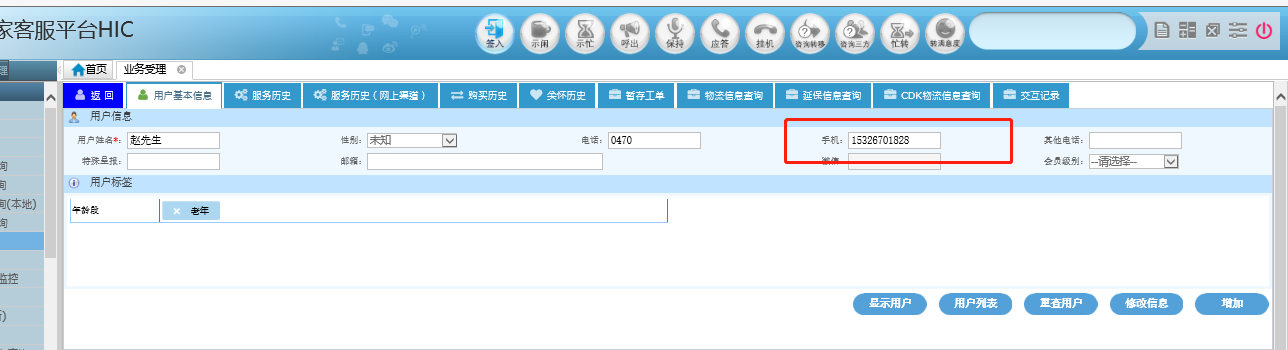 家客服平台HIC
签入 示闲 示忙 呼出 保持 应答 挂机 咨询转移 咨询三方 忙转 转满意度
理 首页 业务受理
返 回 用户基本信息 服务历史 服务历史(网上渠道) 购买历史 关怀历史 暂存工单 物流信息查询 延保信息查询 CDK物流信息查询 交互记录
用户信息
用户姓名*: 赵先生 性别: 未知 电话: 0470 手机: 15326701828 其他电话:
特殊呈报: 邮箱: 微信 会员级别: --请选择--
询
询
询(本地)
询
监控
用户标签
年龄段 × 老年
显示用户 用户列表 重查用户 修改信息 增加